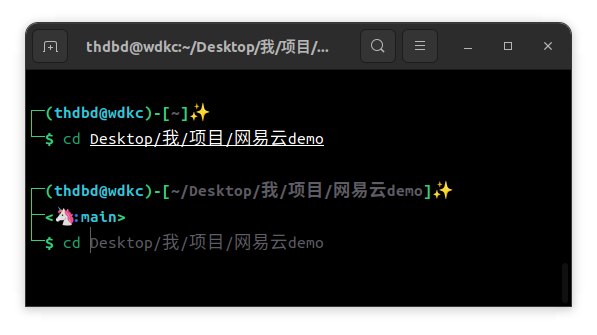 thdbd@wdkc:~/Desktop/我/项目/...
(thdbd@wdkc)-[~]✨
$ cd Desktop/我/项目/网易云demo
(thdbd@wdkc)-[~/Desktop/我/项目/网易云demo]✨
<🦄:main>
$ cd Desktop/我/项目/网易云demo